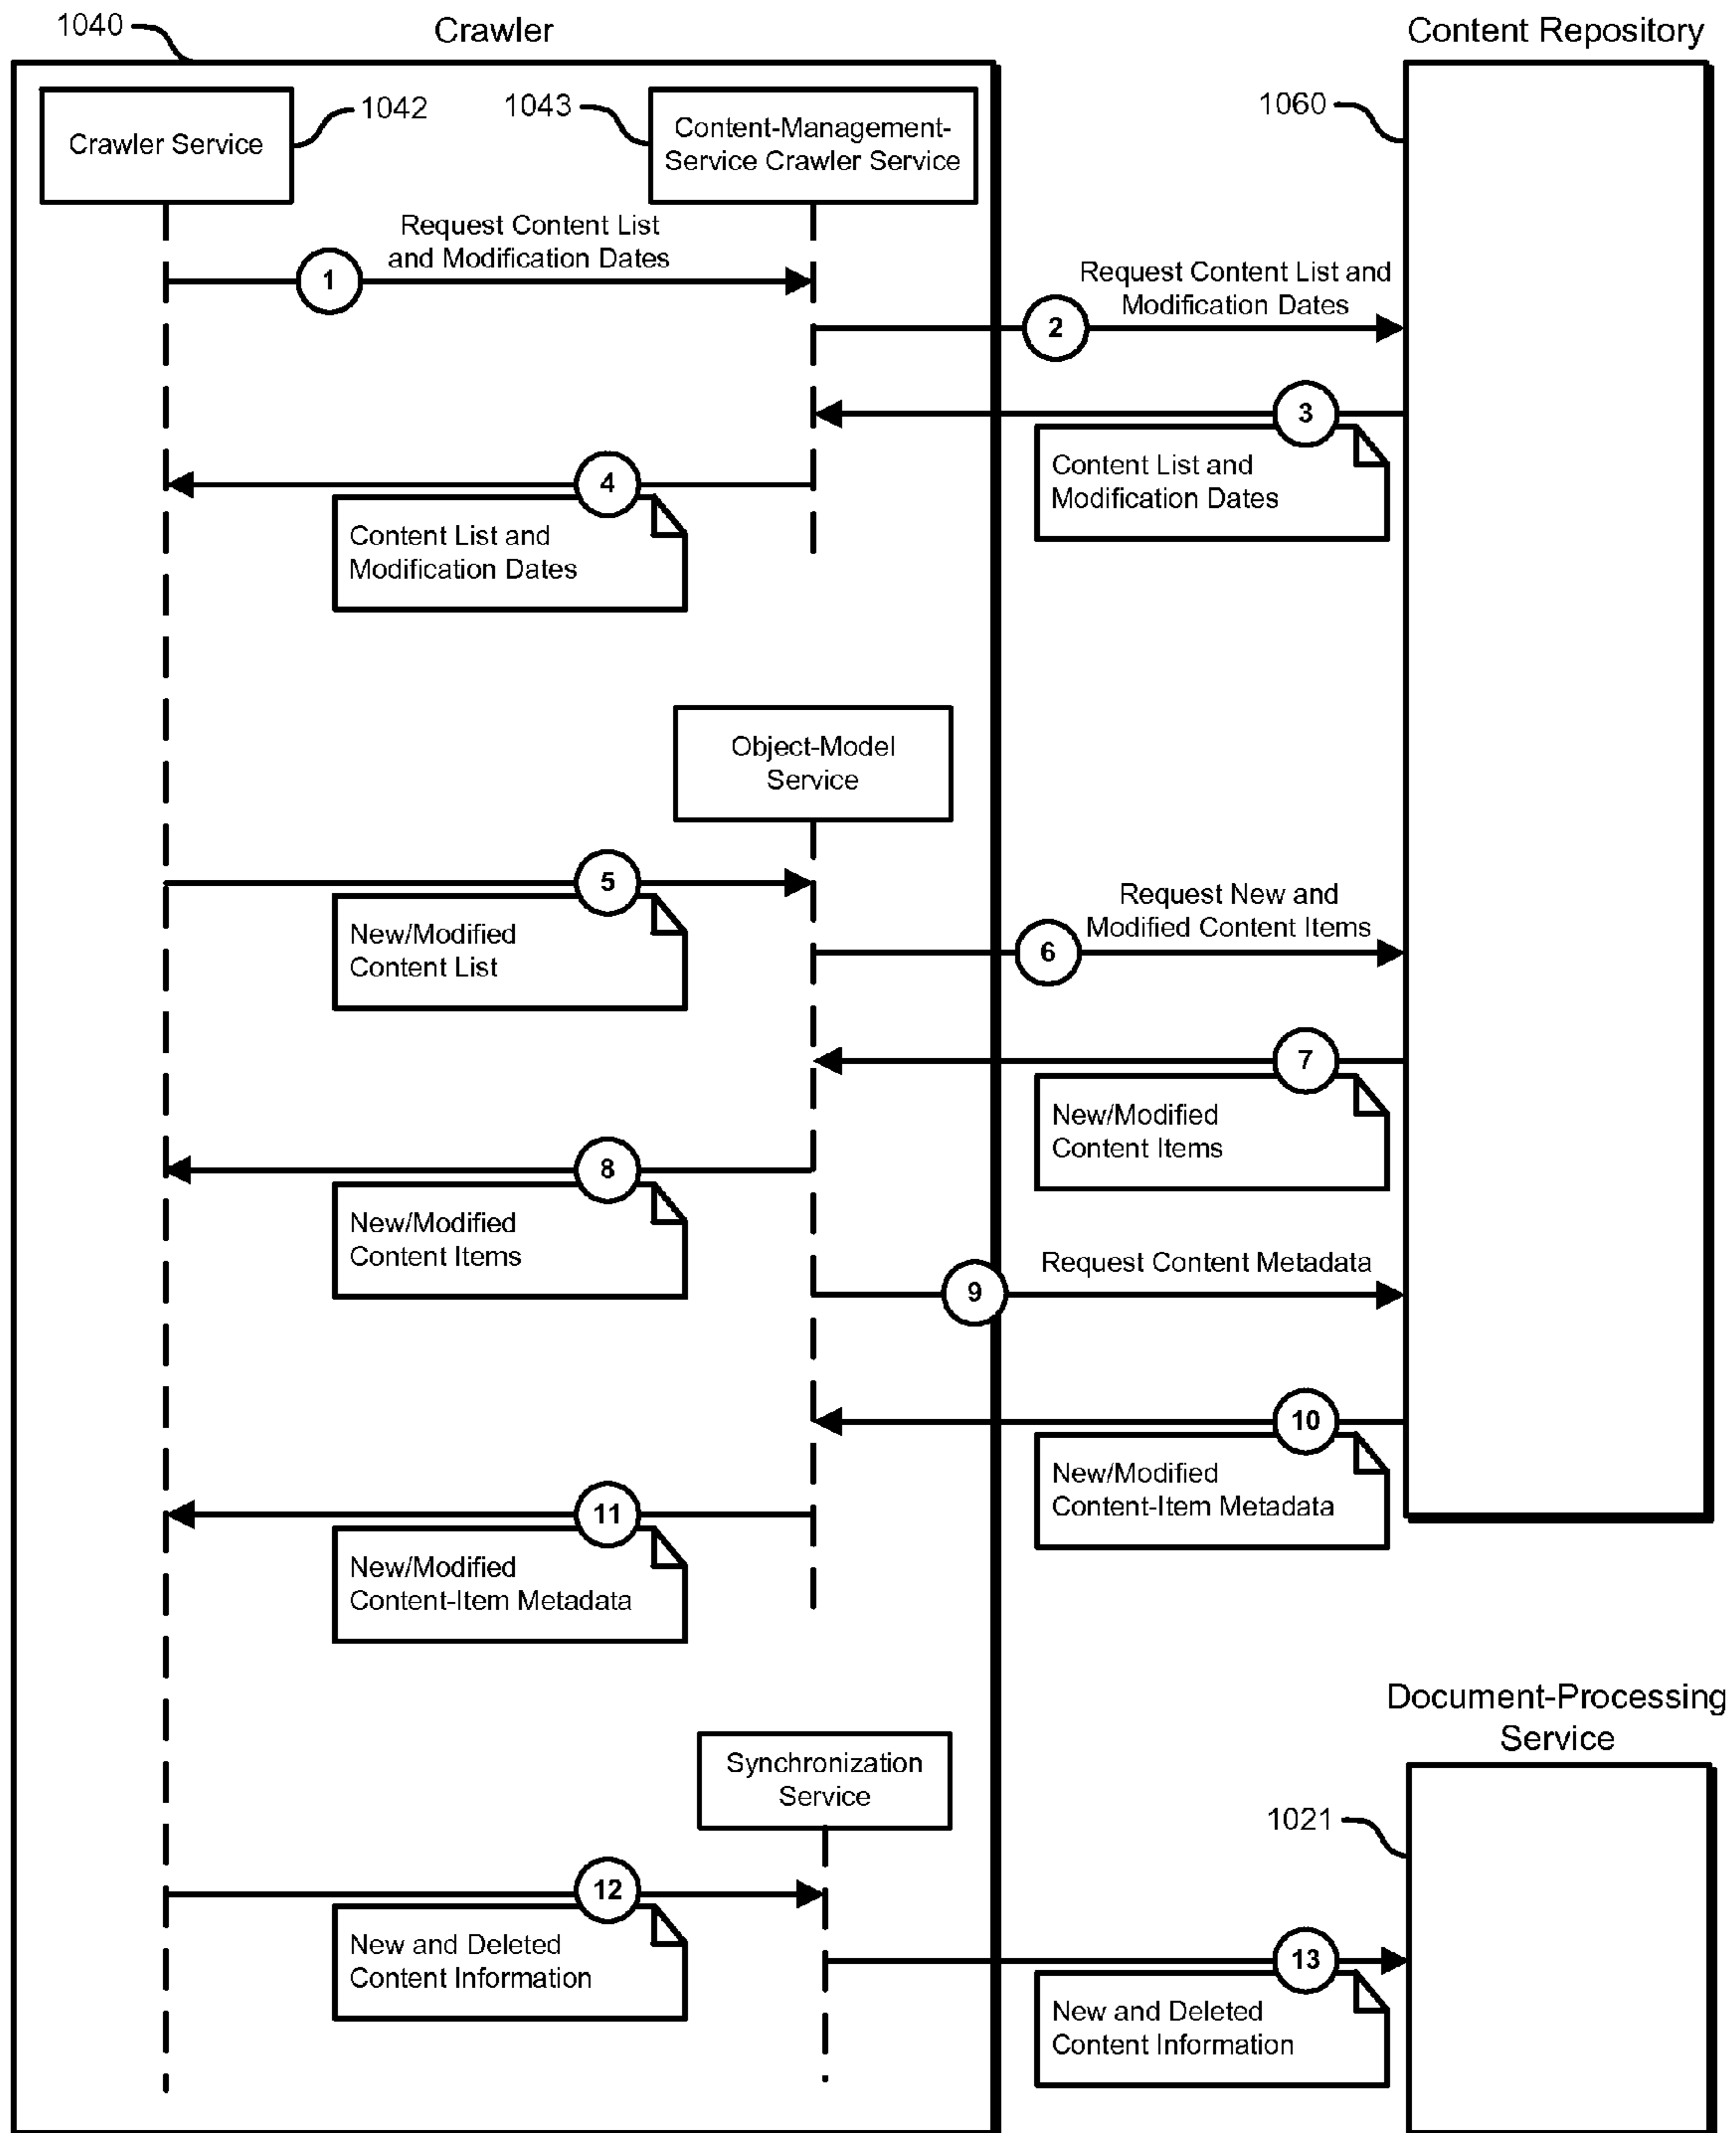 1040
Crawler
Content Repository
Crawler Service
1042
1043
Content-Management-
Service Crawler Service
1060
Request Content List
and Modification Dates
1
Request Content List and
Modification Dates
2
3
Content List and
Modification Dates
4
Content List and
Modification Dates
Object-Model
Service
5
New/Modified
Content List
Request New and
Modified Content Items
6
7
New/Modified
Content Items
8
New/Modified
Content Items
Request Content Metadata
9
10
New/Modified
Content-Item Metadata
11
New/Modified
Content-Item Metadata
Document-Processing
Service
Synchronization
Service
1021
12
New and Deleted
Content Information
13
New and Deleted
Content Information